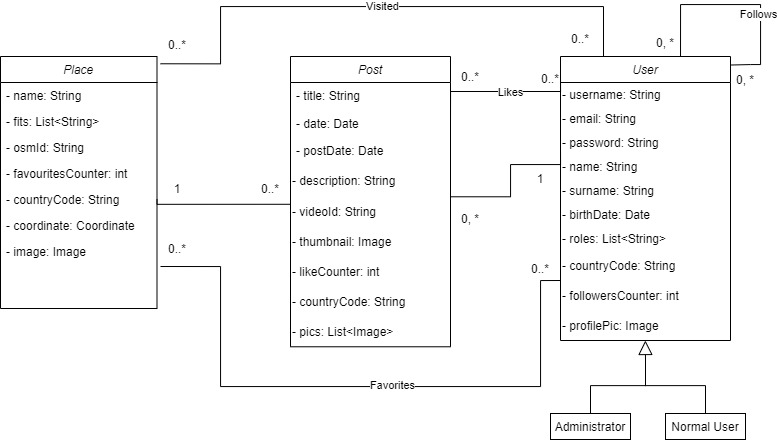 Visited
Follows
0..*
0..*
0, *
0, *
Place
- name: String
- fits: List<String>
- osmId: String
- favouritesCounter: int
- countryCode: String
- coordinate: Coordinate
- image: Image
1
0..*
0..*
Post
- title: String
- date: Date
- postDate: Date
- description: String
- videoId: String
- thumbnail: Image
- likeCounter: int
- countryCode: String
- pics: List<Image>
0..*
0..*
Likes
1
0, *
0..*
User
- username: String
- email: String
- password: String
- name: String
- surname: String
- birthDate: Date
- roles: List<String>
- countryCode: String
- followersCounter: int
- profilePic: Image
Favorites
Administrator
Normal User